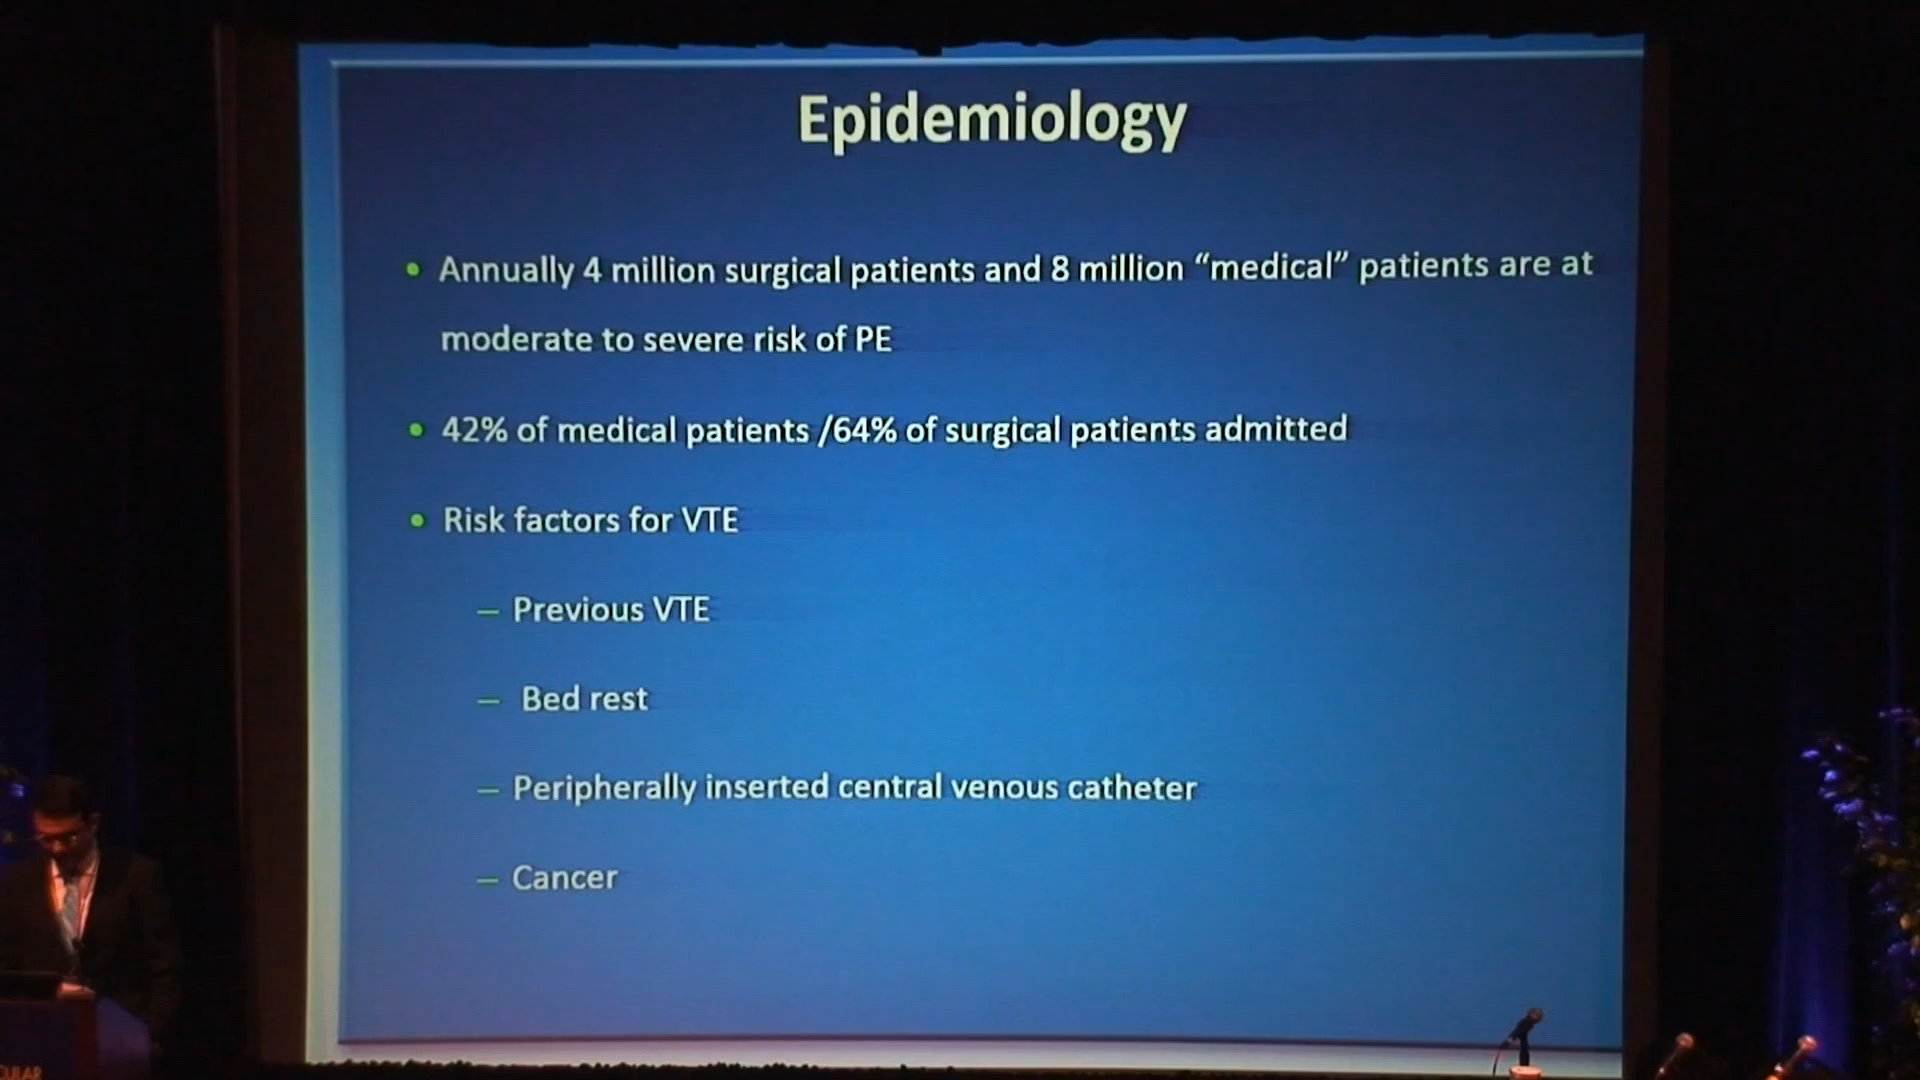 Epidemiology
• Annually 4 million surgical patients and 8 million “medical” patients are at
moderate to severe risk of PE
• 42% of medical patients /64% of surgical patients admitted
• Risk factors for VTE
– Previous VTE
– Bed rest
– Peripherally inserted central venous catheter
– Cancer